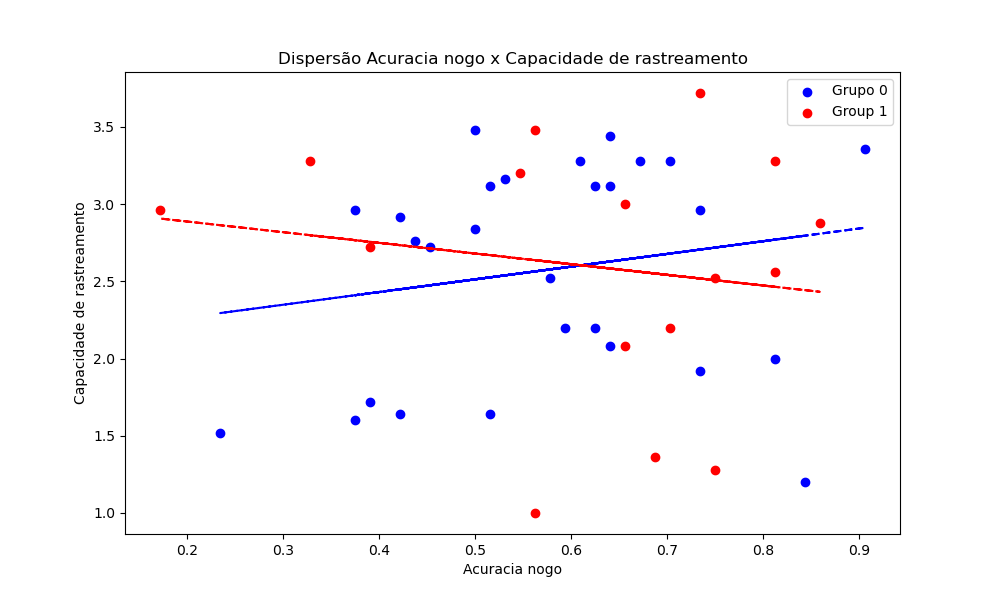 Dispersão Acuracia nogo x Capacidade de rastreamento
Grupo 0
Group 1
Capacidade de rastreamento
3.5
3.0
2.5
2.0
1.5
1.0
0.2 0.3 0.4 0.5 0.6 0.7 0.8 0.9
Acuracia nogo